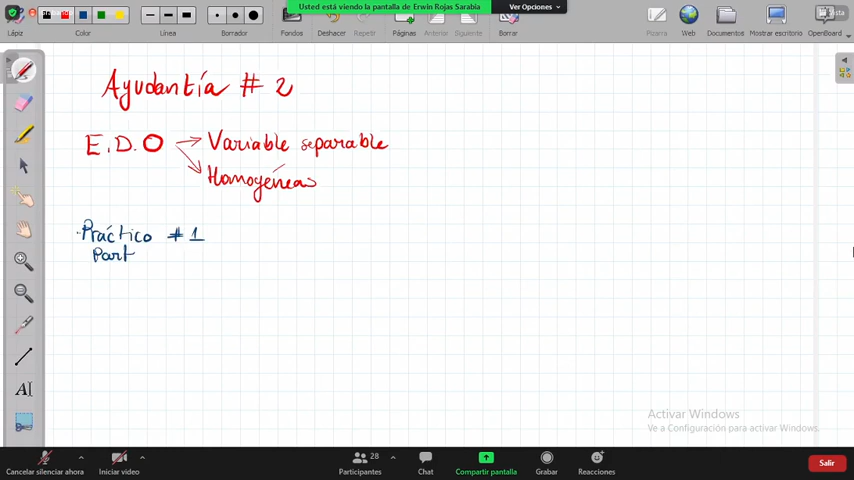 Usted está viendo la pantalla de Erwin Rojas Sarabia
Ver Opciones
Lápiz
Color
Línea
Borrador
Fondos
Deshacer
Repetir
Páginas
Anterior
Siguiente
Borrar
Pizarra
Web
Documentos
Mostrar escritorio
OpenBoard
Ayudantía # 2
E.D.O → Variable separable
Homogéneas
Práctico # 1
Part
Activar Windows
Ve a Configuración para activar Windows.
Cancelar silenciar ahora
Iniciar video
28
Participantes
Chat
Compartir pantalla
Grabar
Reacciones
Salir